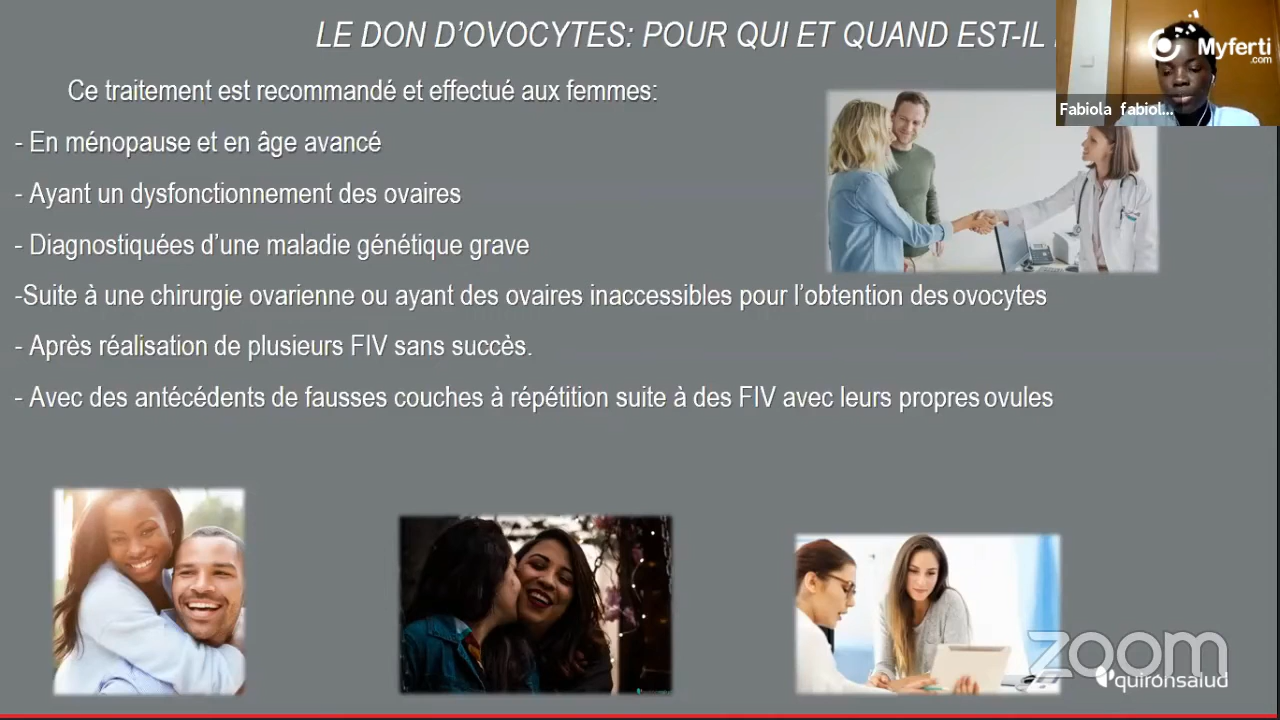 LE DON D’OVOCYTES: POUR QUI ET QUAND EST-IL
Myferti
.com
Fabiola fabiol...
Ce traitement est recommandé et effectué aux femmes:
- En ménopause et en âge avancé
- Ayant un dysfonctionnement des ovaires
- Diagnostiquées d’une maladie génétique grave
-Suite à une chirurgie ovarienne ou ayant des ovaires inaccessibles pour l’obtention des ovocytes
- Après réalisation de plusieurs FIV sans succès.
- Avec des antécédents de fausses couches à répétition suite à des FIV avec leurs propres ovules
zoom
quironsalud